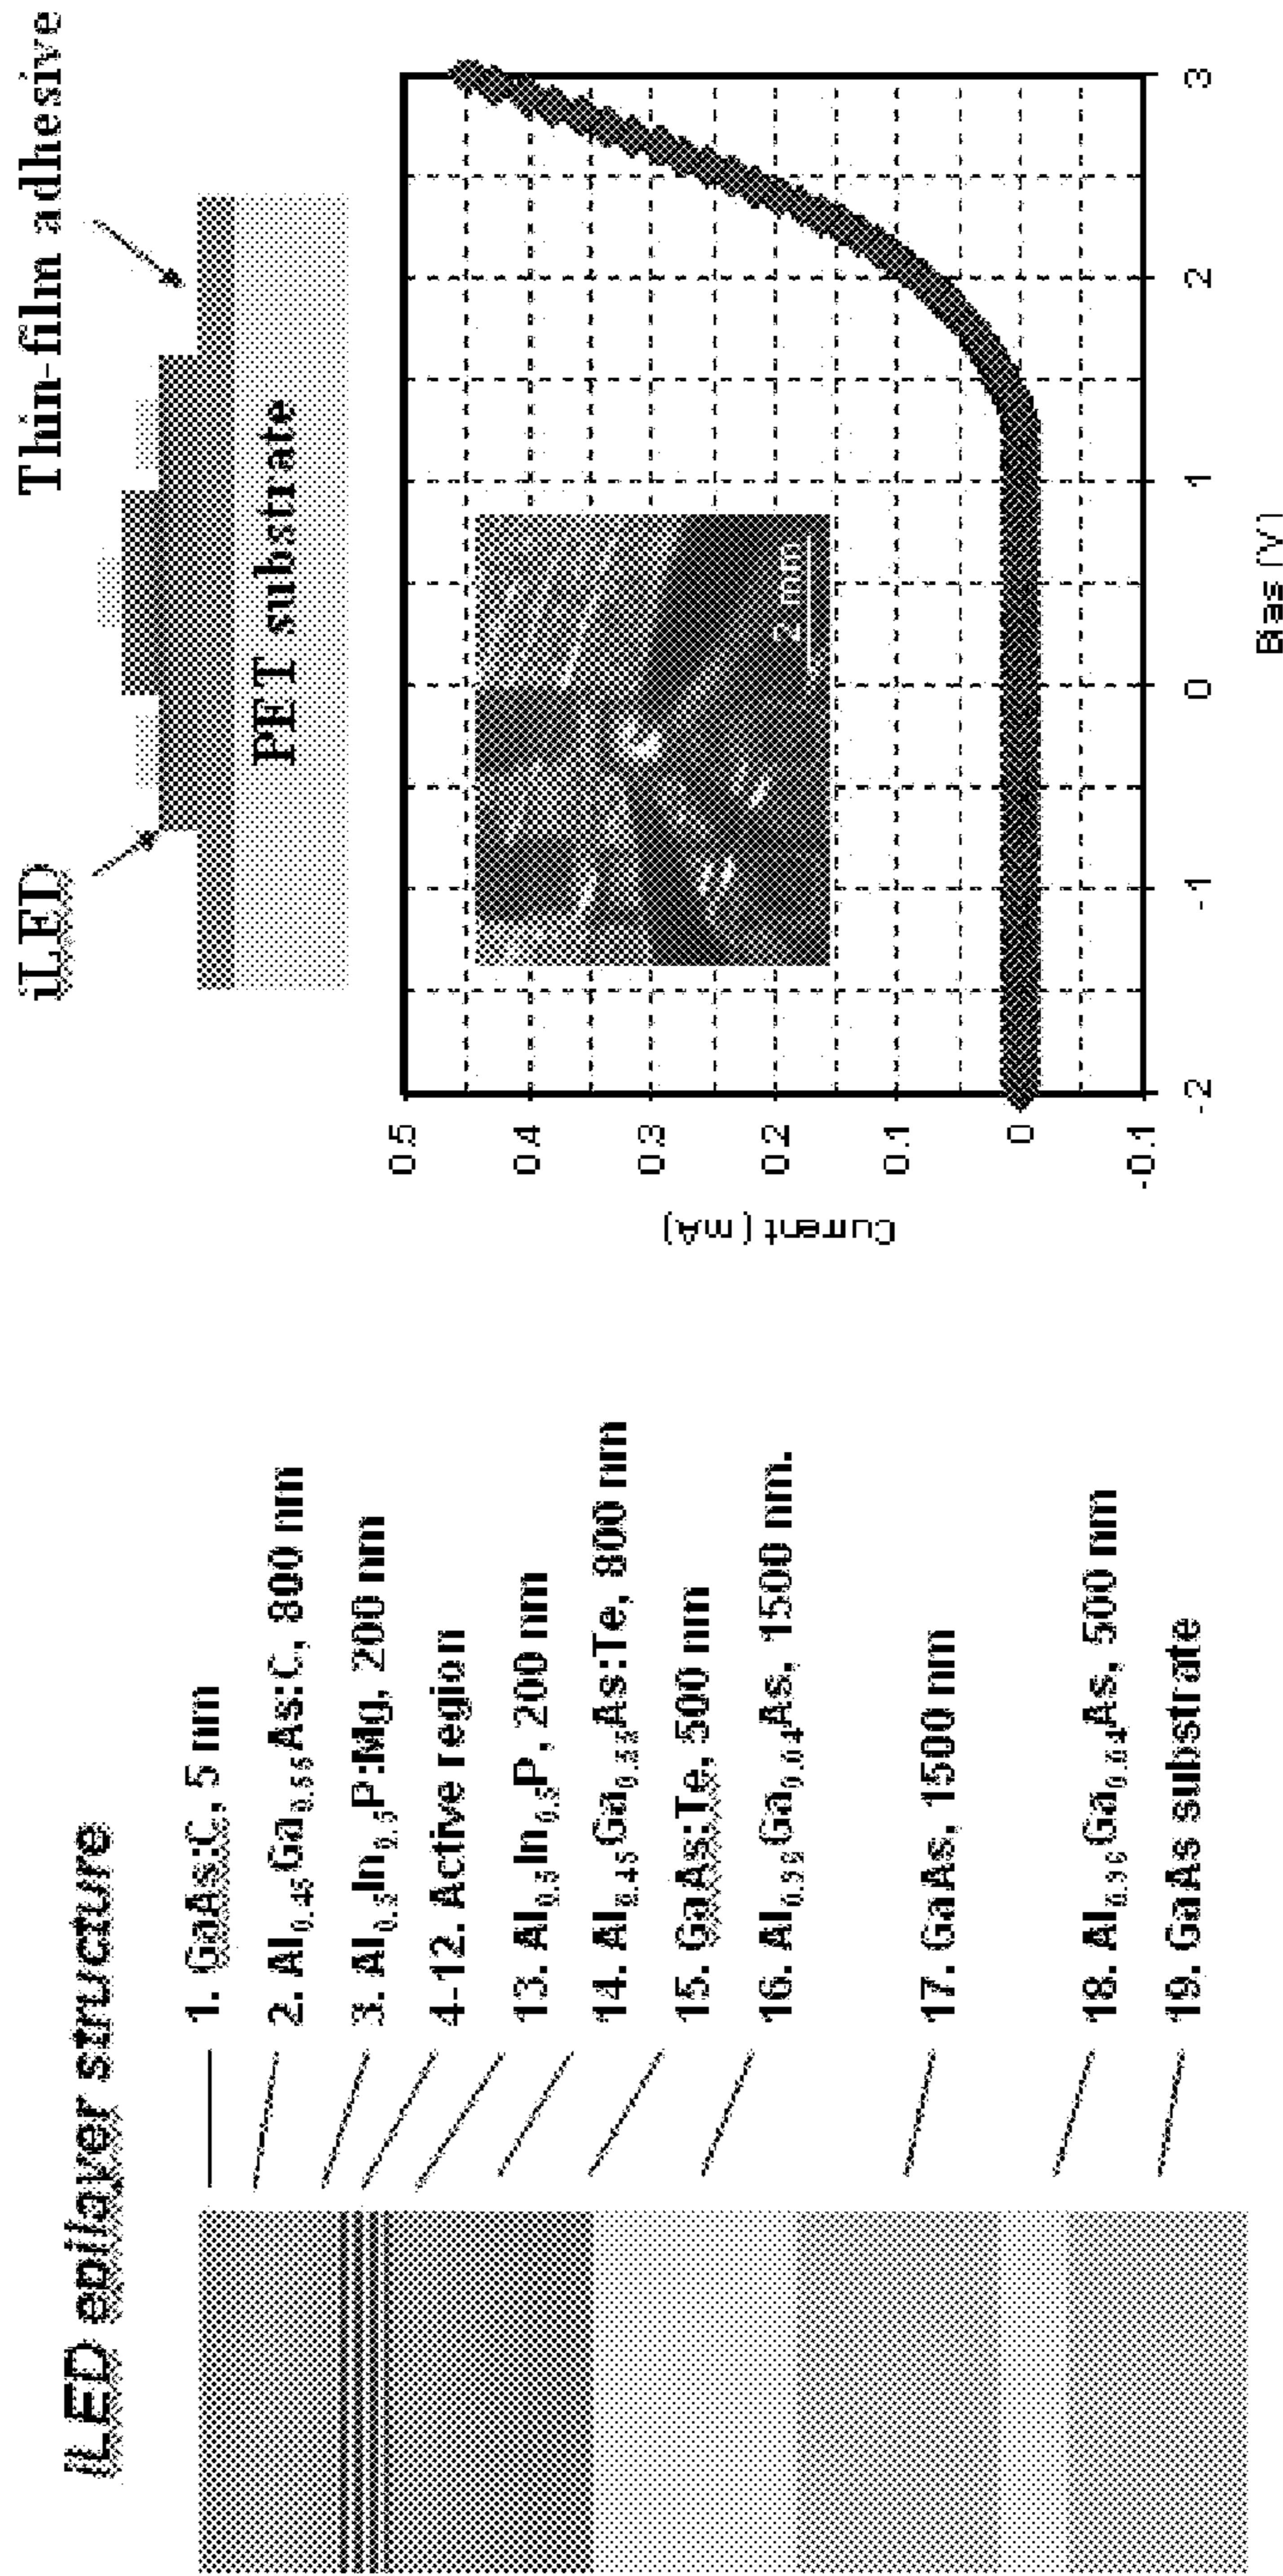 iLED epilayer structure
1. GaAs:C, 5 nm
2. Al0.45Ga0.55As:C, 800 nm
3. Al0.5In0.5P:Mg, 200 nm
4-12. Active region
13. Al0.5In0.5P, 200 nm
14. Al0.45Ga0.55As:Te, 800 nm
15. GaAs:Te, 500 nm
16. Al0.96Ga0.04As, 1500 nm.
17. GaAs, 1500 nm
18. Al0.96Ga0.04As, 500 nm
19. GaAs substrate
iLED
Thin-film adhesive
PET substrate
0.5
0.4
0.3
0.2
0.1
0
-0.1
Current (mA)
2 mm
-2
-1
0
1
2
3
Bias (V)